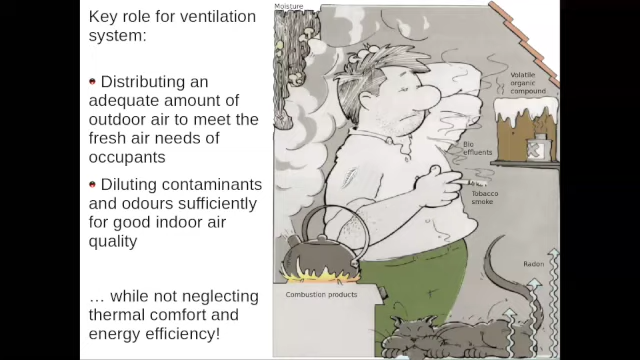 Key role for ventilation
system:
• Distributing an
adequate amount of
outdoor air to meet the
fresh air needs of
occupants
• Diluting contaminants
and odours sufficiently
for good indoor air
quality
… while not neglecting
thermal comfort and
energy efficiency!
Moisture
Volatile
organic
compound
Bio
effluents
Tobacco
smoke
Radon
Combustion products